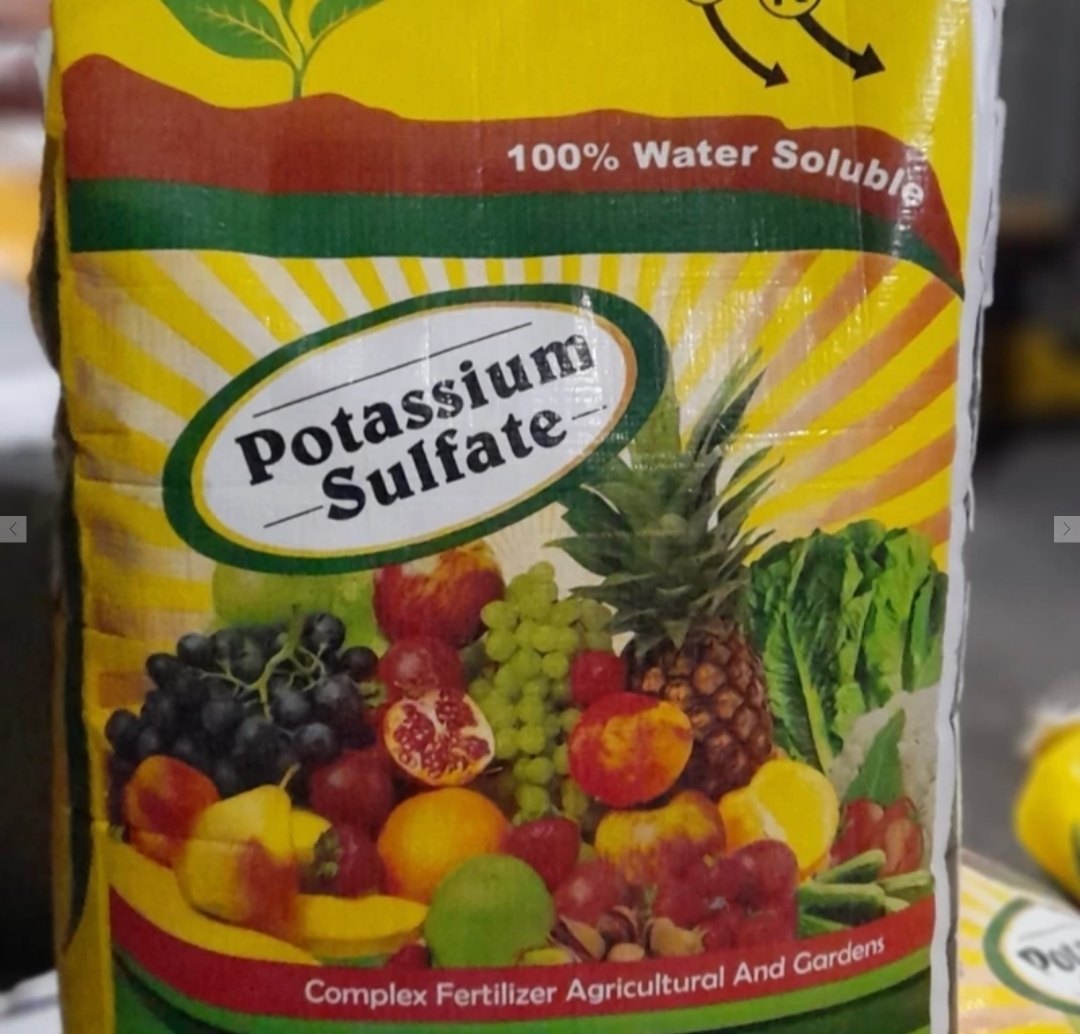 100% Water Soluble
Potassium
Sulfate
Complex Fertilizer Agricultural And Gardens